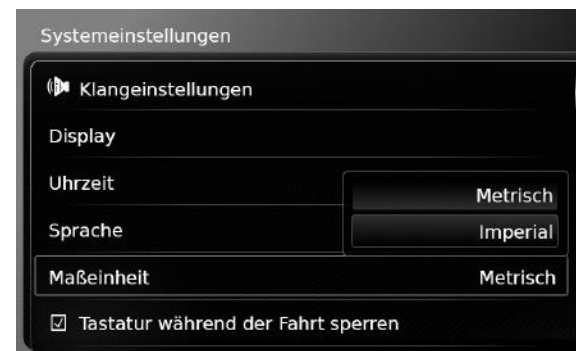 Systemeinstellungen
Klangeinstellungen
Display
Uhrzeit
Metrisch
Sprache
Imperial
Maßeinheit
Metrisch
Tastatur während der Fahrt sperren